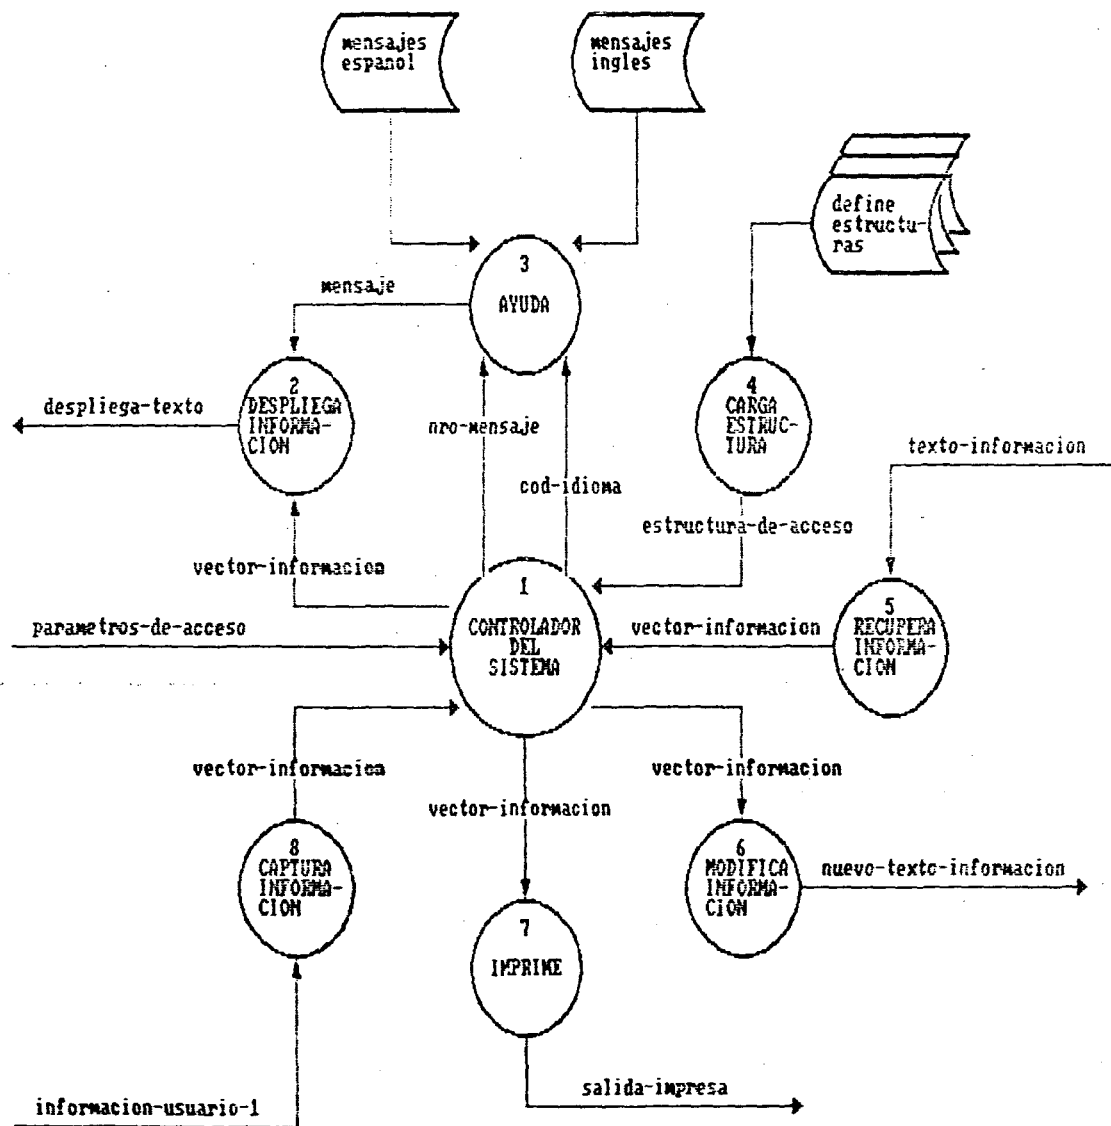 mensajes
espanol
mensajes
ingles
define
estructu-
ras
3
AYUDA
mensaje
2
DESPLIEGA
INFORMA-
CION
despliega-texto
nro-mensaje
cod-idioma
4
CARGA
ESTRUC-
TURA
texto-informacion
estructura-de-acceso
vector-informacion
1
CONTROLADOR
DEL
SISTEMA
parametros-de-acceso
vector-informacion
5
RECUPERA
INFORMA-
CION
vector-informacion
vector-informacion
vector-informacion
8
CAPTURA
INFORMA-
CION
6
MODIFICA
INFORMA-
CION
nuevo-texto-informacion
7
IMPRIME
salida-impresa
informacion-usuario-1